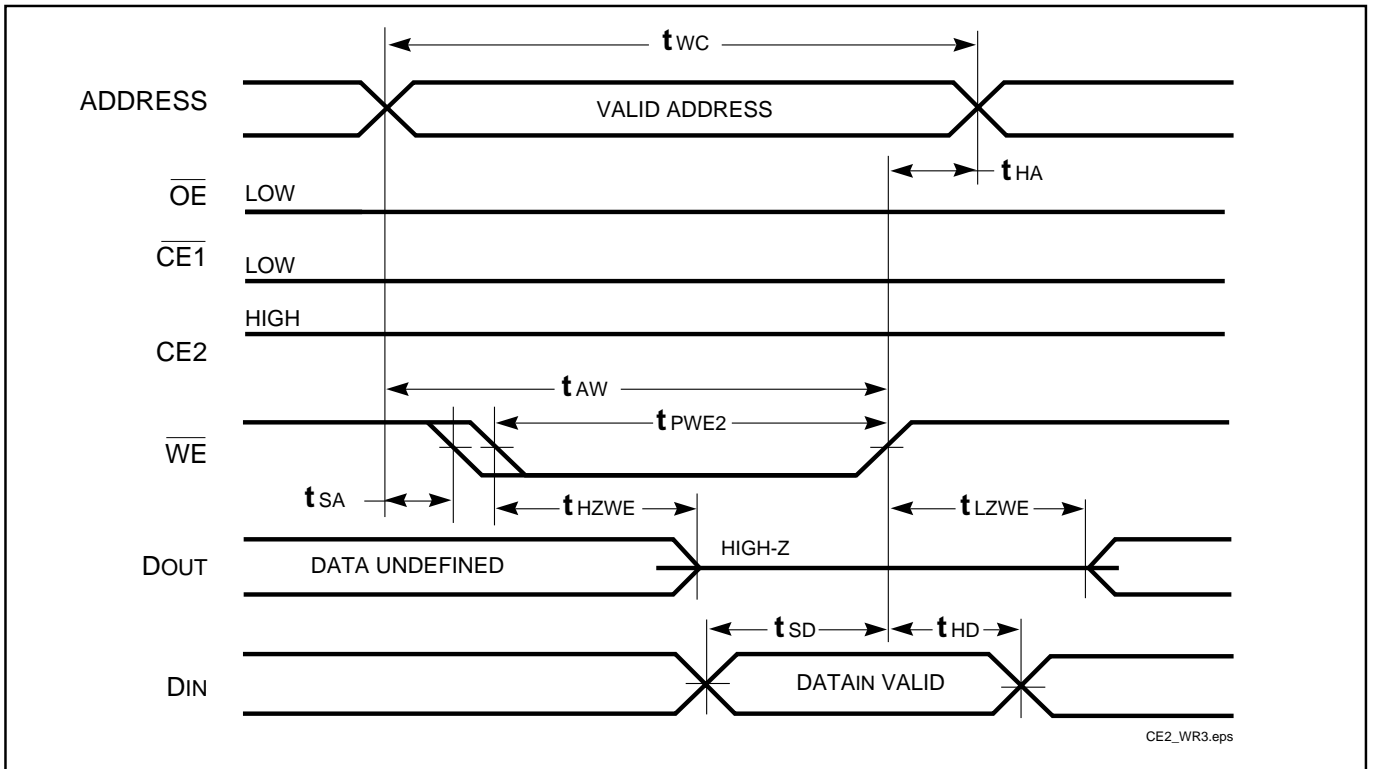 tWC
ADDRESS
VALID ADDRESS
tHA
OE LOW
CE1 LOW
HIGH
CE2
tAW
tPWE2
WE
tSA
tHZWE
tLZWE
DOUT
DATA UNDEFINED
HIGH-Z
tSD
tHD
DIN
DATAIN VALID
CE2_WR3.eps